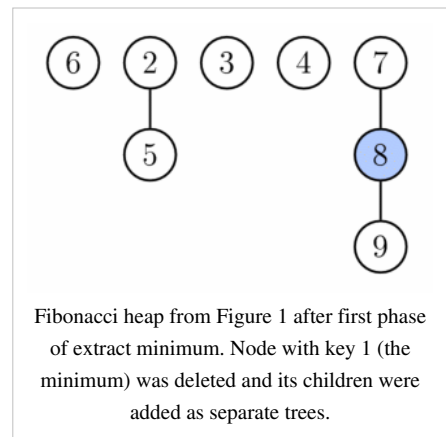 6 2 3 4 7
5 8
9
Fibonacci heap from Figure 1 after first phase
of extract minimum. Node with key 1 (the
minimum) was deleted and its children were
added as separate trees.